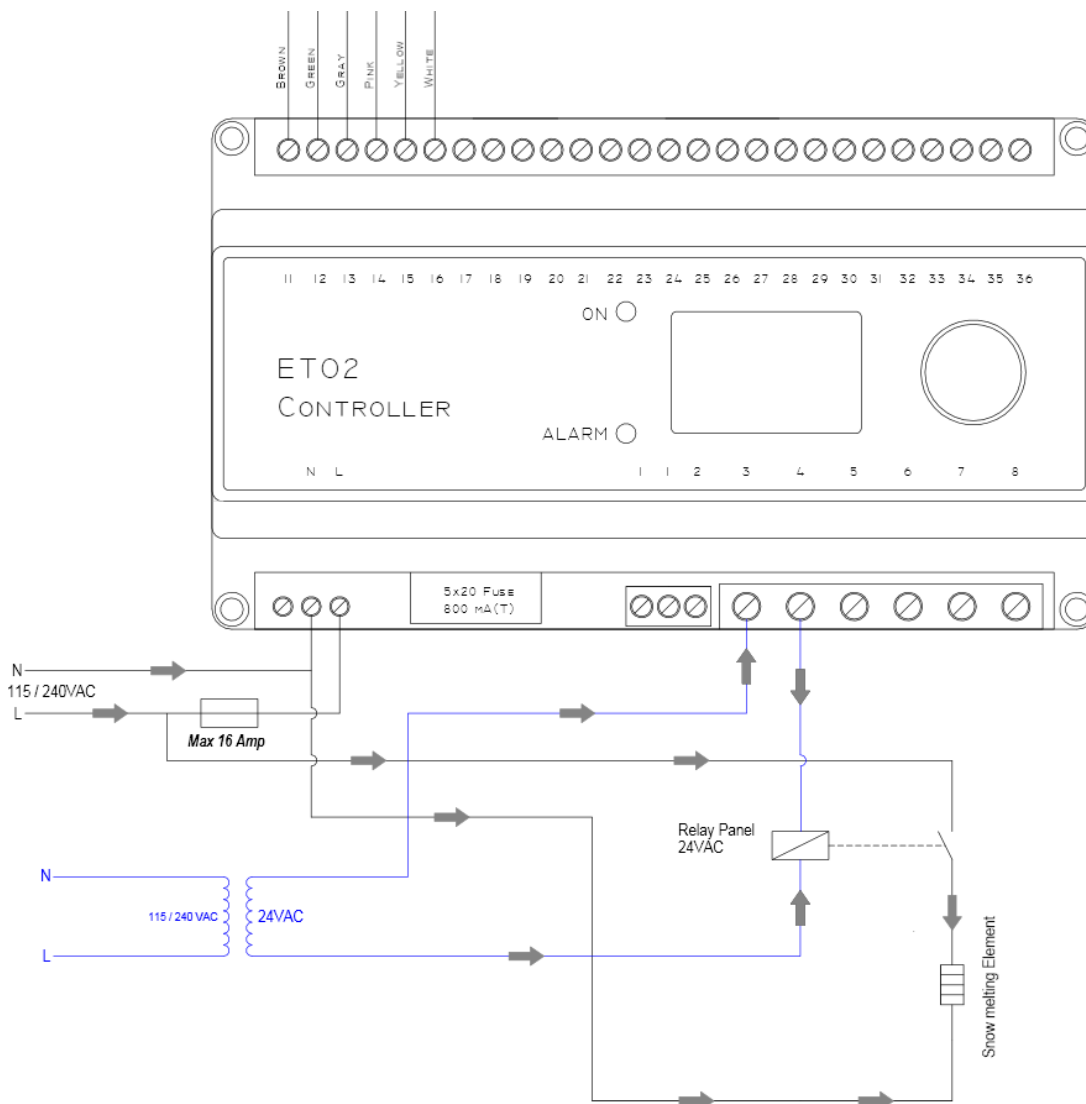 BROWN
GREEN
GRAY
PINK
YELLOW
WHITE
11 12 13 14 15 16 17 18 19 20 21 22 23 24 25 26 27 28 29 30 31 32 33 34 35 36
ON
ETO2
CONTROLLER
ALARM
N L 1 1 2 3 4 5 6 7 8
5x20 Fuse
800 mA(T)
N
115 / 240VAC
L
Max 16 Amp
Relay Panel
24VAC
N
115 / 240 VAC
24VAC
L
Snow melting Element